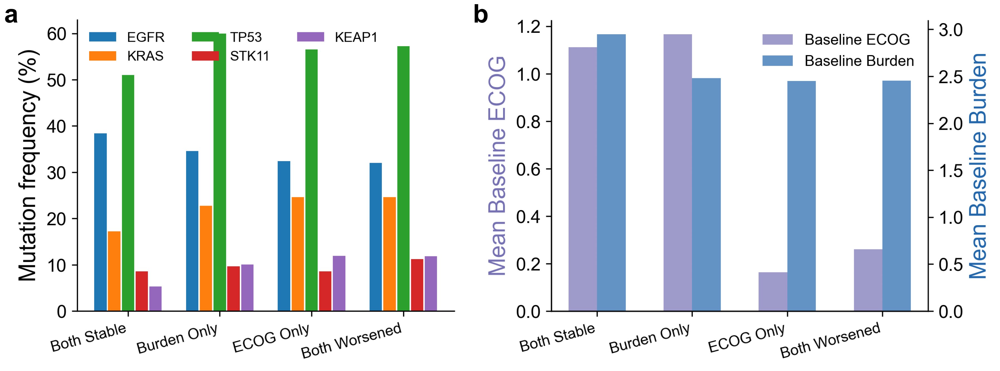 a
Mutation frequency (%)
60
50
40
30
20
10
0
EGFR
KRAS
TP53
STK11
KEAP1
Both Stable
Burden Only
ECOG Only
Both Worsened
b
Mean Baseline ECOG
1.2
1.0
0.8
0.6
0.4
0.2
0.0
Baseline ECOG
Baseline Burden
3.0
2.5
2.0
1.5
1.0
0.5
0.0
Mean Baseline Burden
Both Stable
Burden Only
ECOG Only
Both Worsened